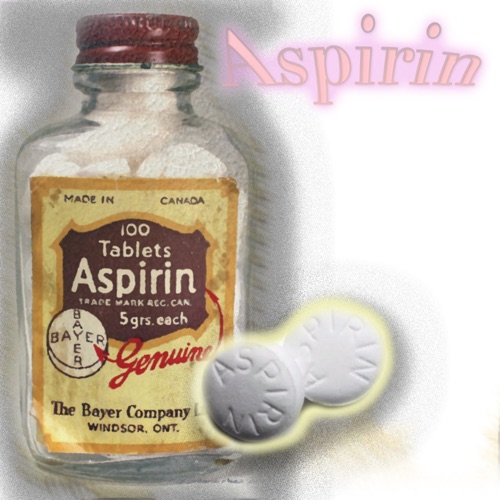 Aspirin
MADE IN CANADA
100
Tablets
Aspirin
TRADE MARK REG. CAN.
5 grs. each
BAYER
BAYER
Genuine
The Bayer Company
WINDSOR, ONT.
ASPIRIN
ASPIRIN